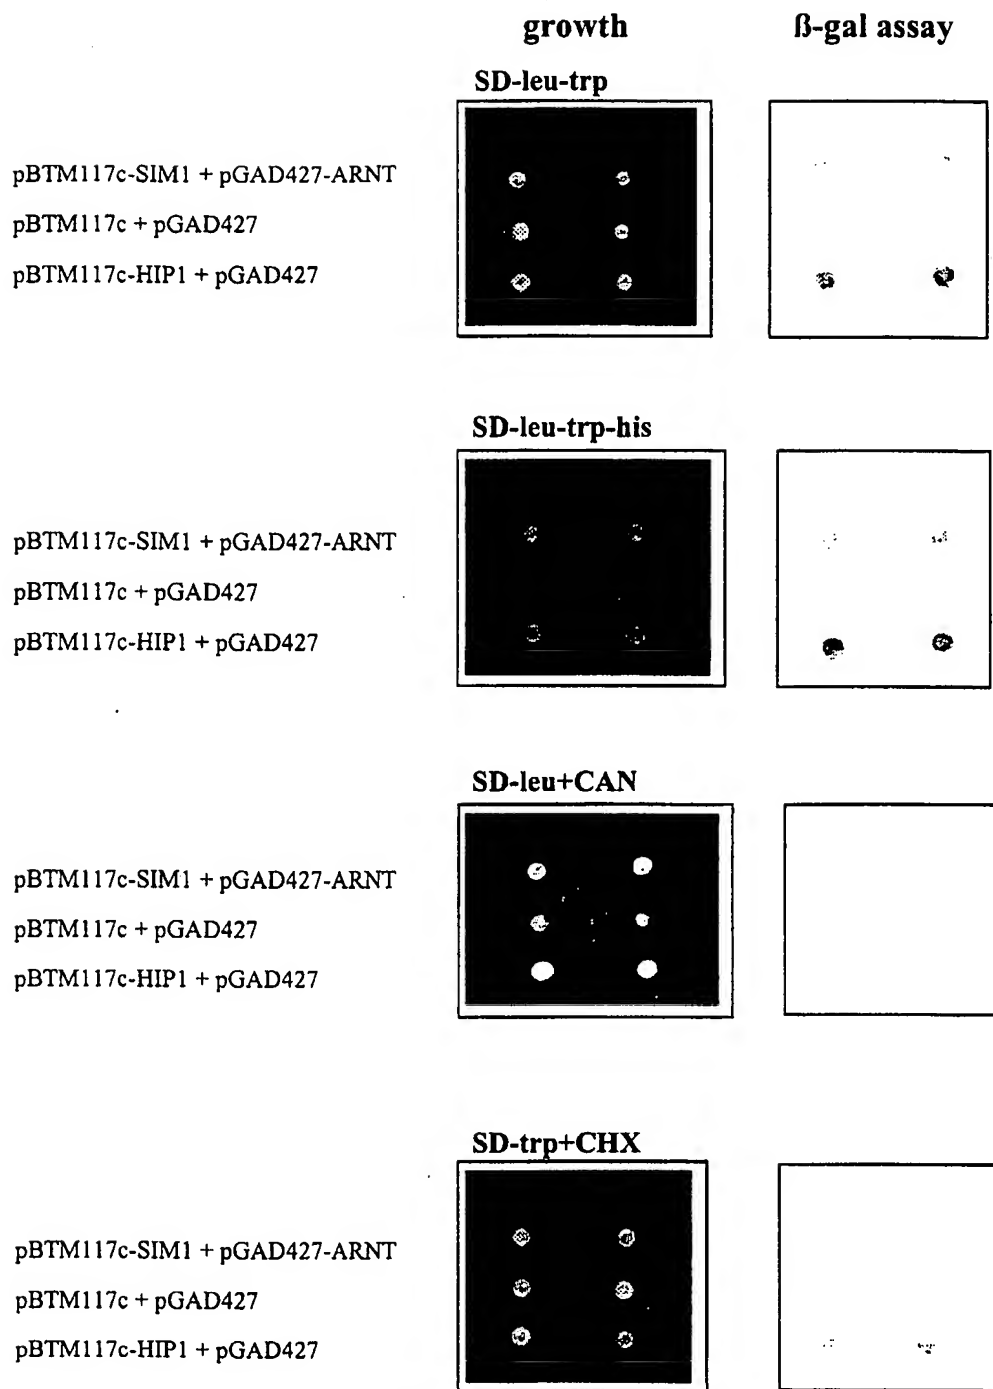 growth ß-gal assay
SD-leu-trp
pBTM117c-SIM1 + pGAD427-ARNT
pBTM117c + pGAD427
pBTM117c-HIP1 + pGAD427
SD-leu-trp-his
pBTM117c-SIM1 + pGAD427-ARNT
pBTM117c + pGAD427
pBTM117c-HIP1 + pGAD427
SD-leu+CAN
pBTM117c-SIM1 + pGAD427-ARNT
pBTM117c + pGAD427
pBTM117c-HIP1 + pGAD427
SD-trp+CHX
pBTM117c-SIM1 + pGAD427-ARNT
pBTM117c + pGAD427
pBTM117c-HIP1 + pGAD427